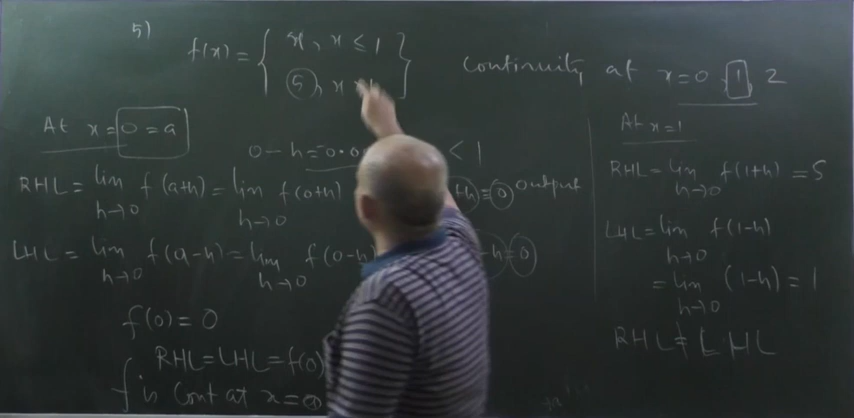 5)
f(x) = { x, x ≤ 1
5, x }
Continuity at x=0, 1, 2
At x=0=a
0-h=-0.0 < 1
RHL = lim h→0 f(a+h) = lim h→0 f(0+h) +h)=0 output
LHL = lim h→0 f(a-h) = lim h→0 f(0-h) -h=0
f(0) = 0
RHL=LHL=f(0)
f is Cont at x=0
At x=1
RHL = lim h→0 f(1+h) = 5
LHL = lim h→0 f(1-h)
= lim h→0 (1-h) = 1
RHL ≠ LHL